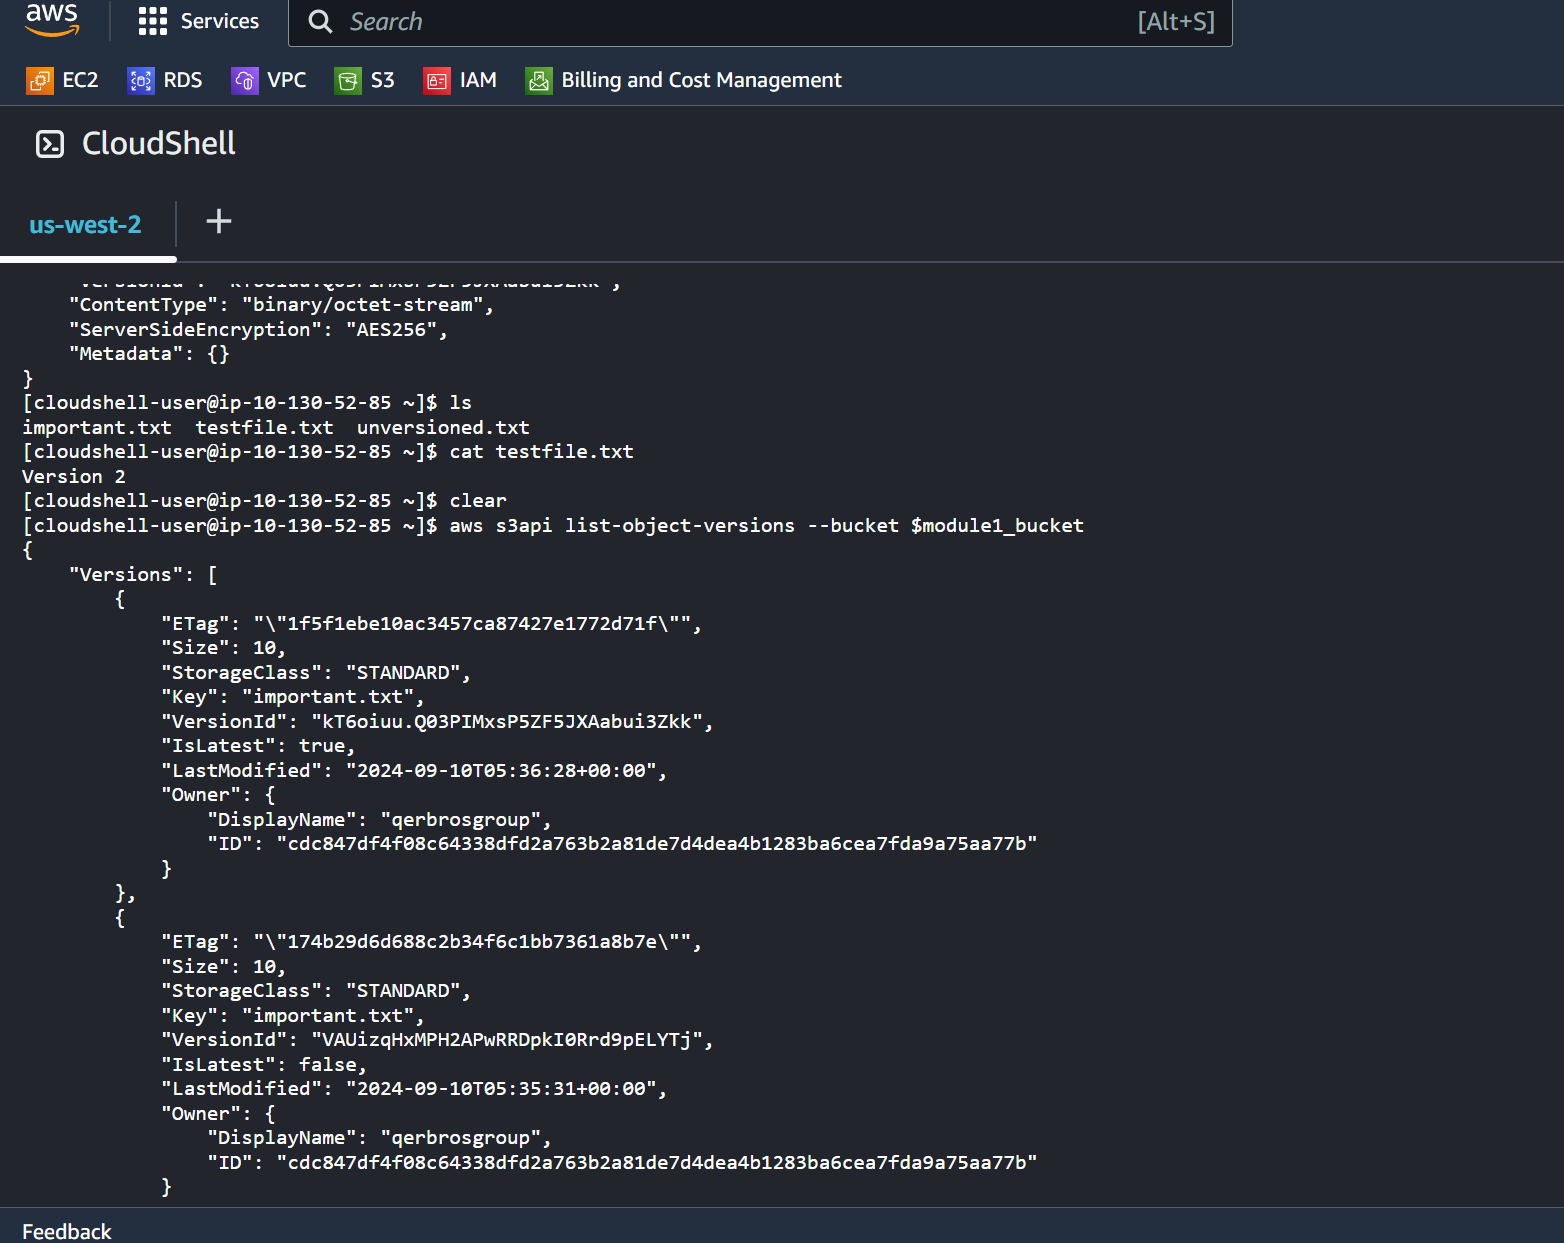 aws Services Search [Alt+S]
EC2 RDS VPC S3 IAM Billing and Cost Management
CloudShell
us-west-2 +
"ContentType": "binary/octet-stream",
"ServerSideEncryption": "AES256",
"Metadata": {}
}
[cloudshell-user@ip-10-130-52-85 ~]$ ls
important.txt  testfile.txt  unversioned.txt
[cloudshell-user@ip-10-130-52-85 ~]$ cat testfile.txt
Version 2
[cloudshell-user@ip-10-130-52-85 ~]$ clear
[cloudshell-user@ip-10-130-52-85 ~]$ aws s3api list-object-versions --bucket $module1_bucket
{
    "Versions": [
        {
            "ETag": "\"1f5f1ebe10ac3457ca87427e1772d71f\"",
            "Size": 10,
            "StorageClass": "STANDARD",
            "Key": "important.txt",
            "VersionId": "kT6oiuu.Q03PIMxsP5ZF5JXAabui3Zkk",
            "IsLatest": true,
            "LastModified": "2024-09-10T05:36:28+00:00",
            "Owner": {
                "DisplayName": "qerbrosgroup",
                "ID": "cdc847df4f08c64338dfd2a763b2a81de7d4dea4b1283ba6cea7fda9a75aa77b"
            }
        },
        {
            "ETag": "\"174b29d6d688c2b34f6c1bb7361a8b7e\"",
            "Size": 10,
            "StorageClass": "STANDARD",
            "Key": "important.txt",
            "VersionId": "VAUizqHxMPH2APwRRDpkI0Rrd9pELYTj",
            "IsLatest": false,
            "LastModified": "2024-09-10T05:35:31+00:00",
            "Owner": {
                "DisplayName": "qerbrosgroup",
                "ID": "cdc847df4f08c64338dfd2a763b2a81de7d4dea4b1283ba6cea7fda9a75aa77b"
            }
Feedback